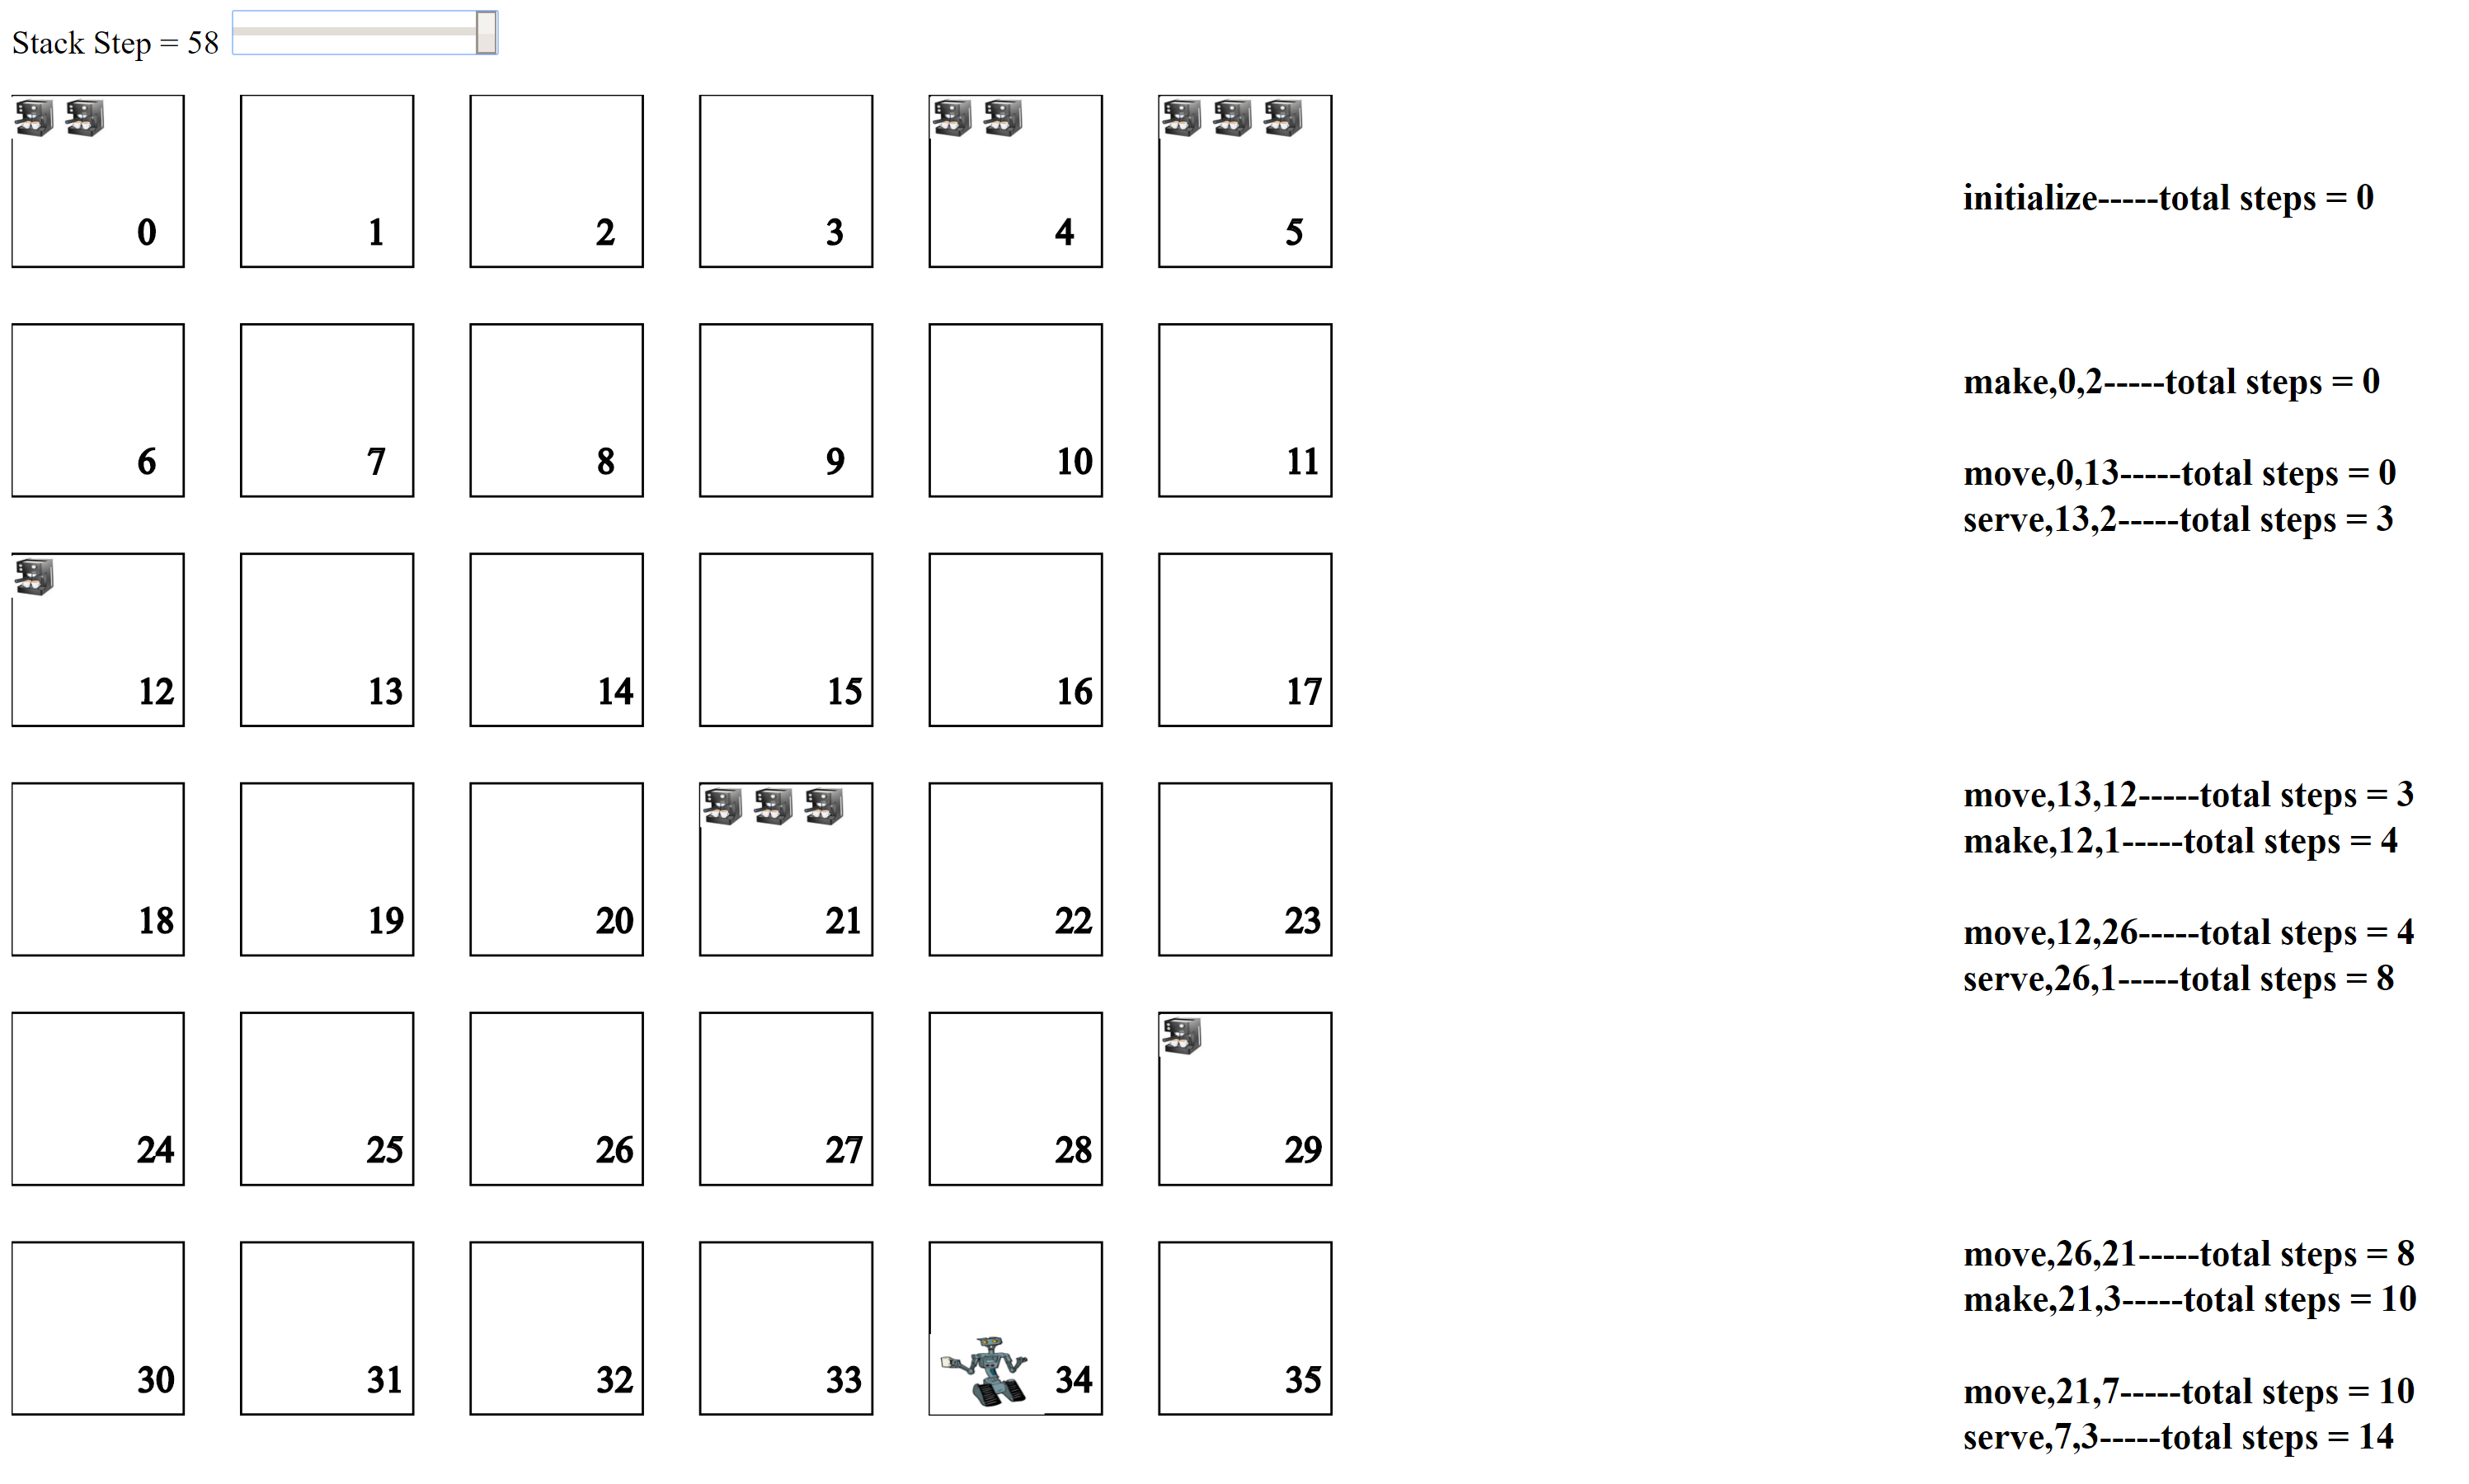 Stack Step = 58
0
1
2
3
4
5
initialize-----total steps = 0
make,0,2-----total steps = 0
6
7
8
9
10
11
move,0,13-----total steps = 0
serve,13,2-----total steps = 3
12
13
14
15
16
17
move,13,12-----total steps = 3
make,12,1-----total steps = 4
18
19
20
21
22
23
move,12,26-----total steps = 4
serve,26,1-----total steps = 8
24
25
26
27
28
29
move,26,21-----total steps = 8
make,21,3-----total steps = 10
30
31
32
33
34
35
move,21,7-----total steps = 10
serve,7,3-----total steps = 14